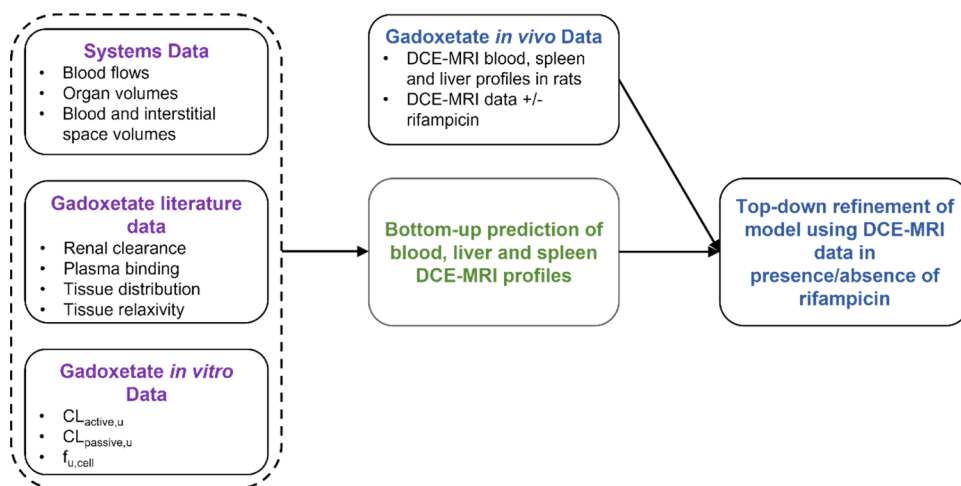 Systems Data
• Blood flows
• Organ volumes
• Blood and interstitial
space volumes
Gadoxetate literature
data
• Renal clearance
• Plasma binding
• Tissue distribution
• Tissue relaxivity
Gadoxetate in vitro
Data
• CLactive,u
• CLpassive,u
• fu,cell
Gadoxetate in vivo Data
• DCE-MRI blood, spleen
and liver profiles in rats
• DCE-MRI data +/-
rifampicin
Bottom-up prediction of
blood, liver and spleen
DCE-MRI profiles
Top-down refinement of
model using DCE-MRI
data in
presence/absence of
rifampicin